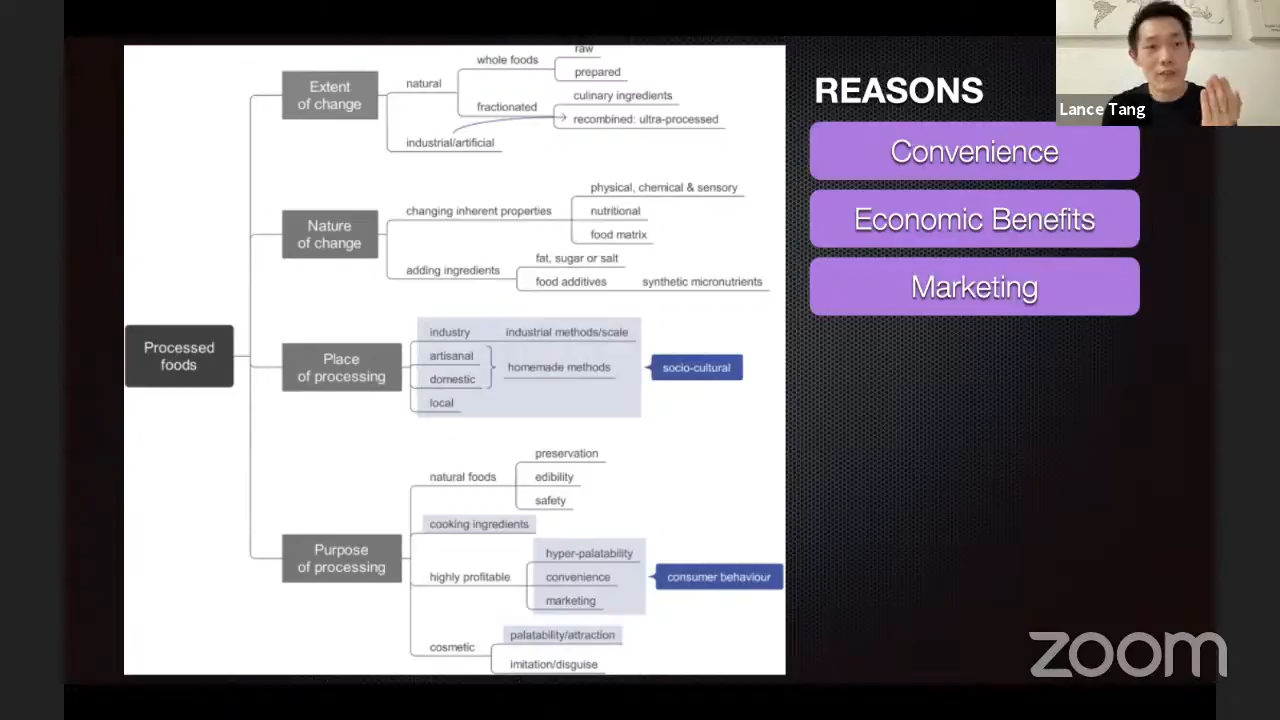 Processed
foods
Extent
of change
natural
whole foods
raw
prepared
fractionated
culinary ingredients
recombined: ultra-processed
industrial/artificial
Nature
of change
changing inherent properties
physical, chemical & sensory
nutritional
food matrix
adding ingredients
fat, sugar or salt
food additives
synthetic micronutrients
Place
of processing
industry
industrial methods/scale
artisanal
domestic
homemade methods
local
socio-cultural
Purpose
of processing
natural foods
preservation
edibility
safety
cooking ingredients
highly profitable
hyper-palatability
convenience
marketing
consumer behaviour
cosmetic
palatability/attraction
imitation/disguise
REASONS
Convenience
Economic Benefits
Marketing
Lance Tang
zoom